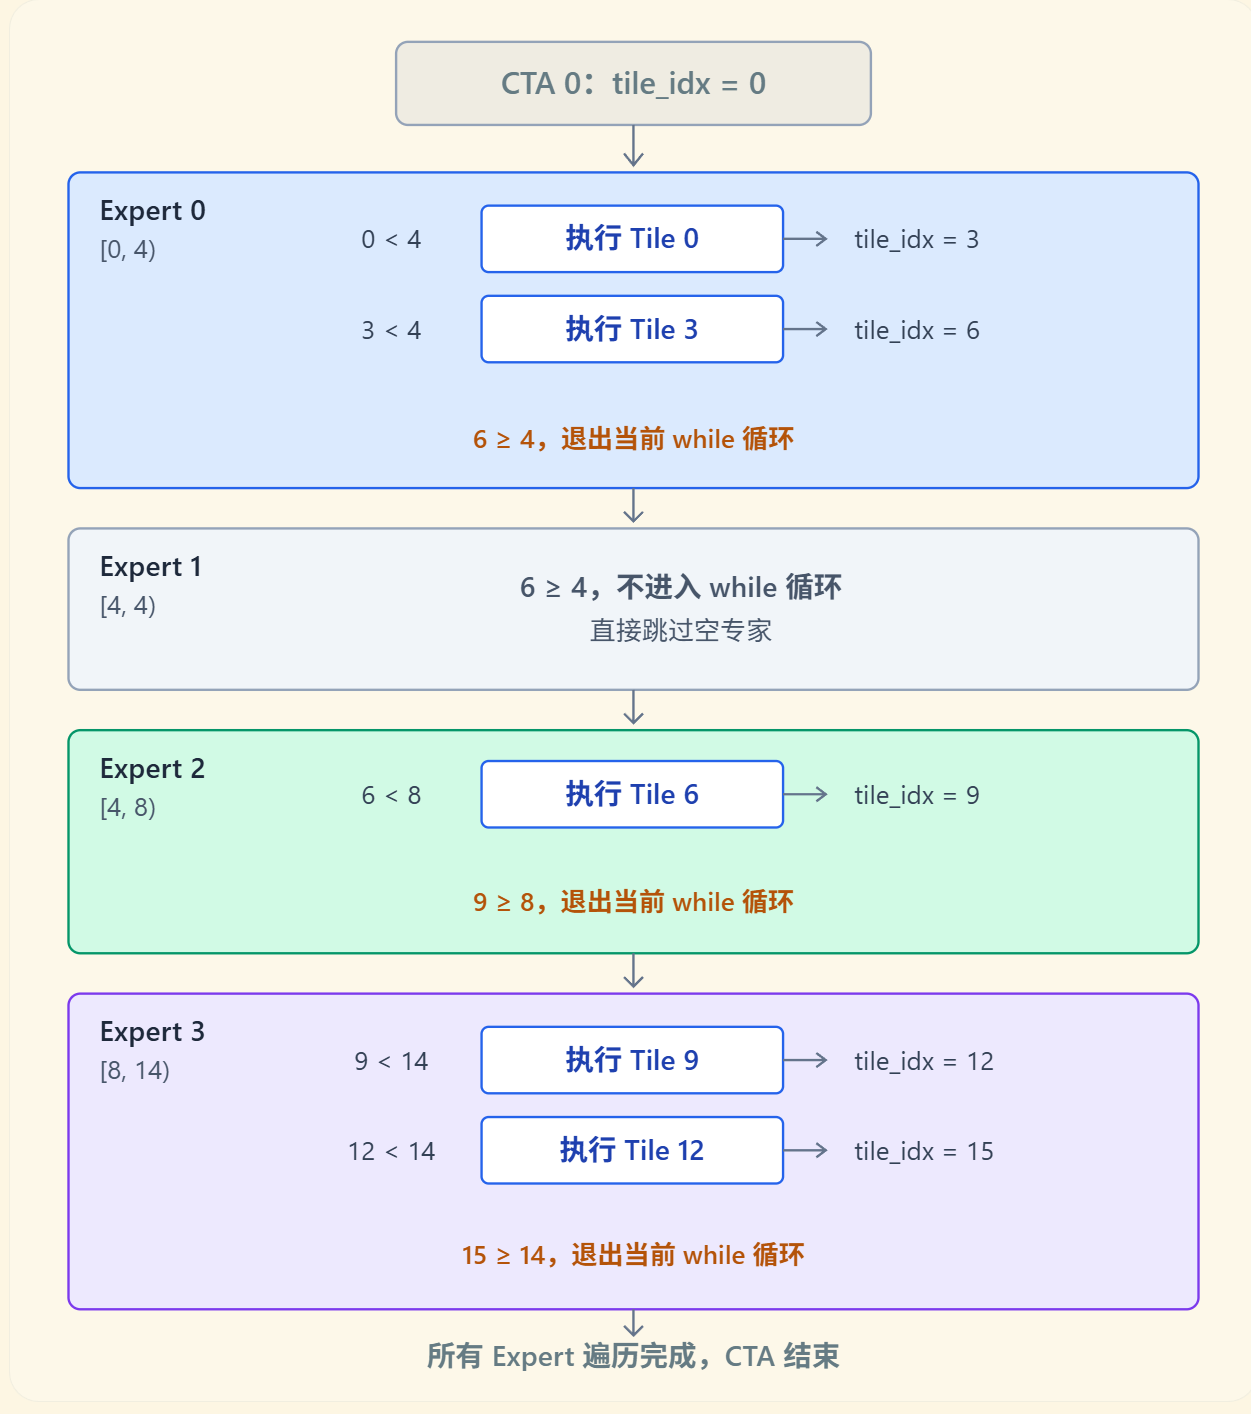 CTA 0：tile_idx = 0
Expert 0
[0, 4)
0 < 4
执行 Tile 0
tile_idx = 3
3 < 4
执行 Tile 3
tile_idx = 6
6 ≥ 4，退出当前 while 循环
Expert 1
[4, 4)
6 ≥ 4，不进入 while 循环
直接跳过空专家
Expert 2
[4, 8)
6 < 8
执行 Tile 6
tile_idx = 9
9 ≥ 8，退出当前 while 循环
Expert 3
[8, 14)
9 < 14
执行 Tile 9
tile_idx = 12
12 < 14
执行 Tile 12
tile_idx = 15
15 ≥ 14，退出当前 while 循环
所有 Expert 遍历完成，CTA 结束